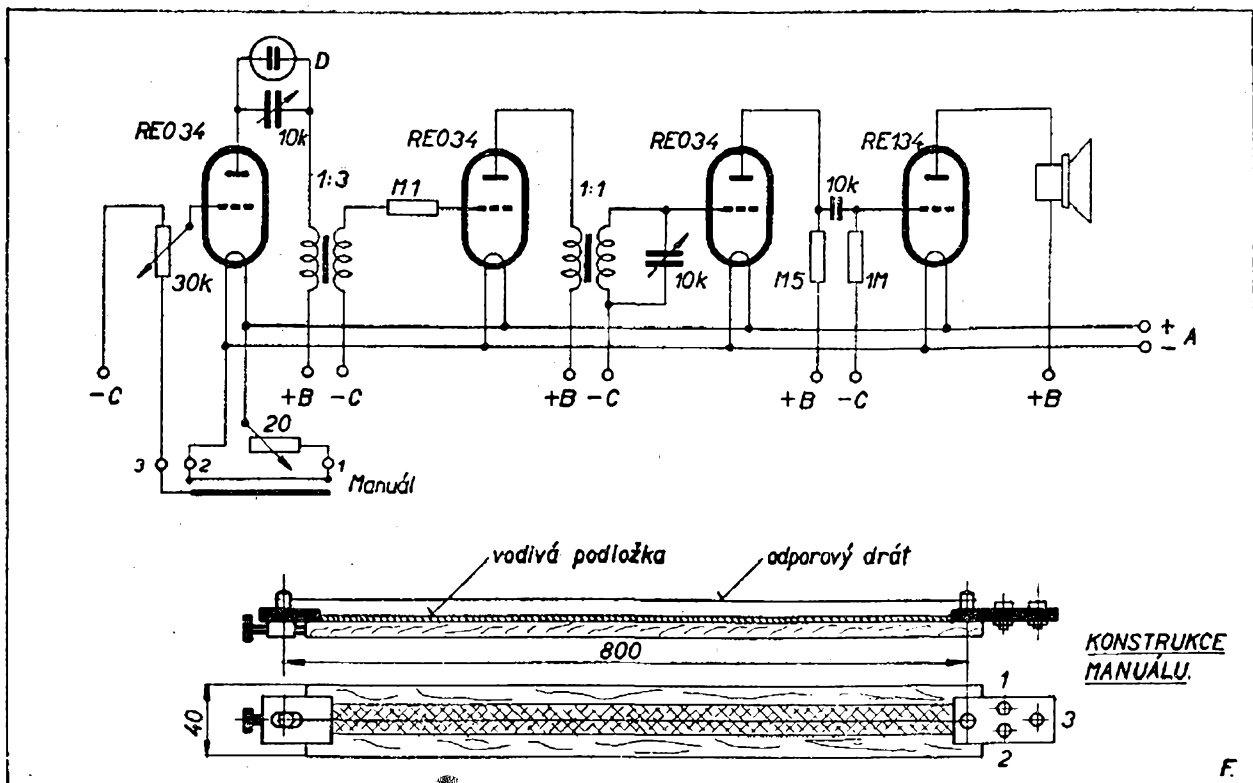 D
10k
RE034
RE034
RE034
RE134
1:3
M1
1:1
10k
30k
10k
M5
1M
+
- A
-C
+B
-C
+B
-C
+B
-C
+B
20
3
2
1
Manuál
vodivá podložka
odporový drát
800
KONSTRUKCE
MANUÁLU.
40
1
3
2
F.